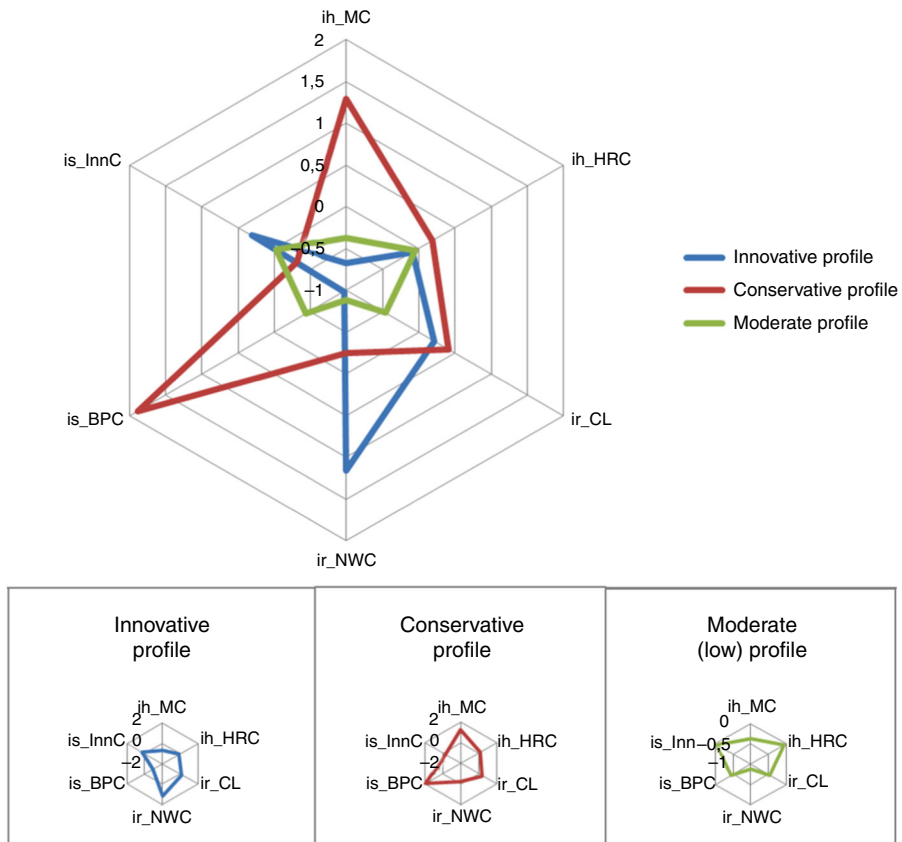 ih_MC
2
1,5
1
0,5
0
−0,5
−1
is_InnC
ih_HRC
is_BPC
ir_CL
ir_NWC
Innovative profile
Conservative profile
Moderate profile
Innovative
profile
ih_MC
2
is_InnC
0
ih_HRC
−2
is_BPC
ir_CL
ir_NWC
Conservative
profile
ih_MC
2
is_InnC
0
ih_HRC
−2
is_BPC
ir_CL
ir_NWC
Moderate
(low) profile
ih_MC
0
is_Inn
−0,5
ih_HRC
−1
is_BPC
ir_CL
ir_NWC